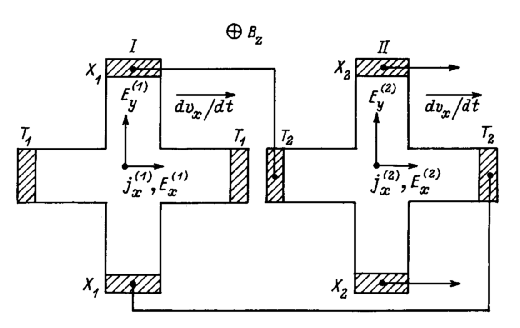 I ⊕ B_z II
X_1 X_2
E_y^(1) dv_x/dt E_y^(2) dv_x/dt
T_1 T_1 T_2 T_2
j_x^(1), E_x^(1) j_x^(2), E_x^(2)
X_1 X_2